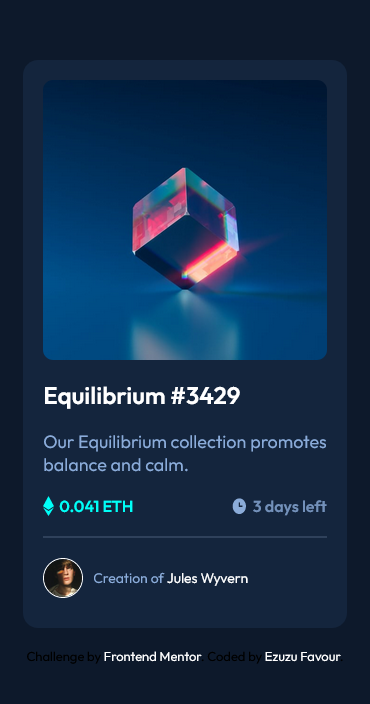 Equilibrium #3429
Our Equilibrium collection promotes
balance and calm.
0.041 ETH 3 days left
Creation of Jules Wyvern
Challenge by Frontend Mentor. Coded by Ezuzu Favour.